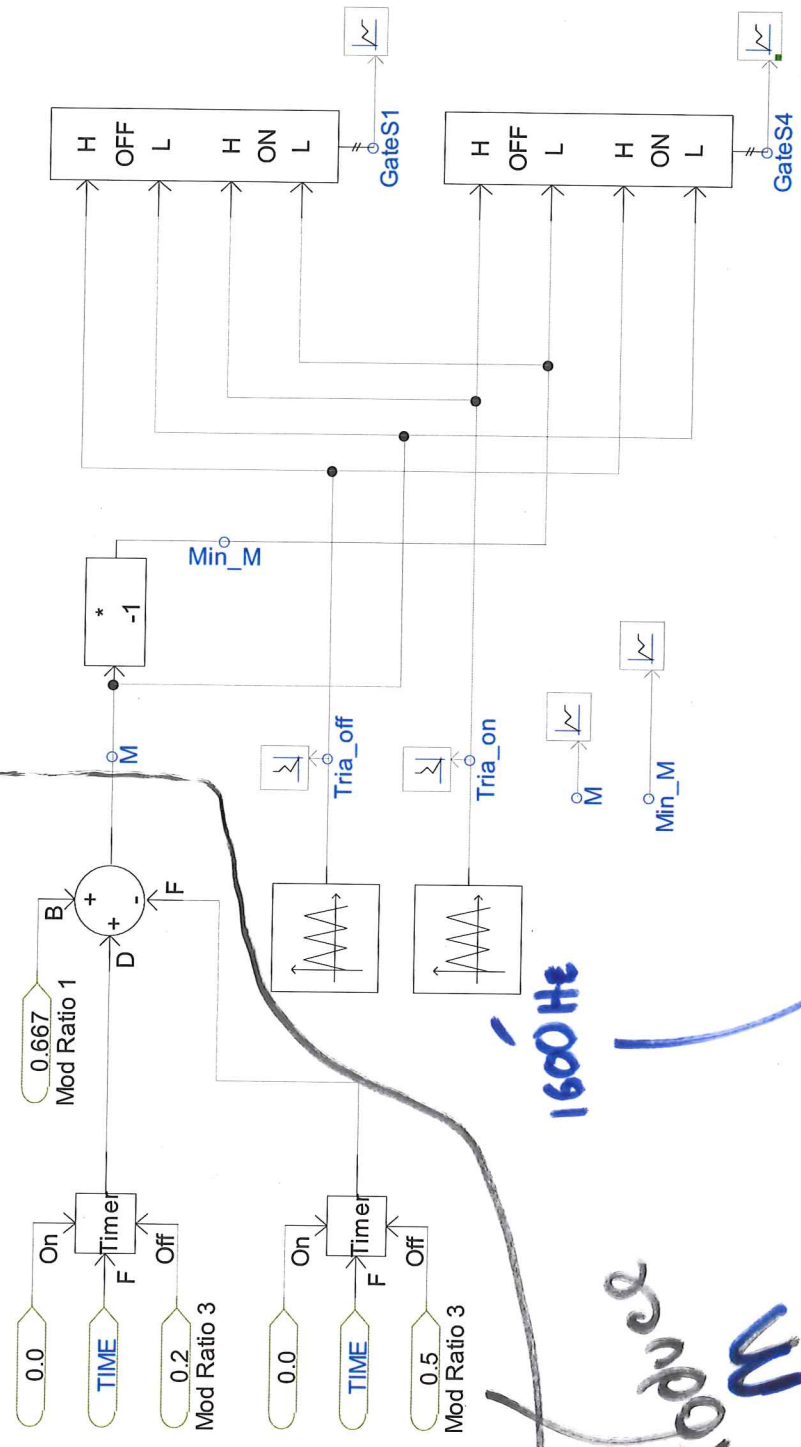 0.0
TIME
0.2
Mod Ratio 3
On
Timer
F
Off
0.667
Mod Ratio 1
B
+
+
-
D
F
M
*
-1
Min_M
0.0
TIME
0.5
Mod Ratio 3
On
Timer
F
Off
Tria_off
Tria_on
M
Min_M
H
OFF
L
H
ON
L
GateS1
H
OFF
L
H
ON
L
GateS4
M